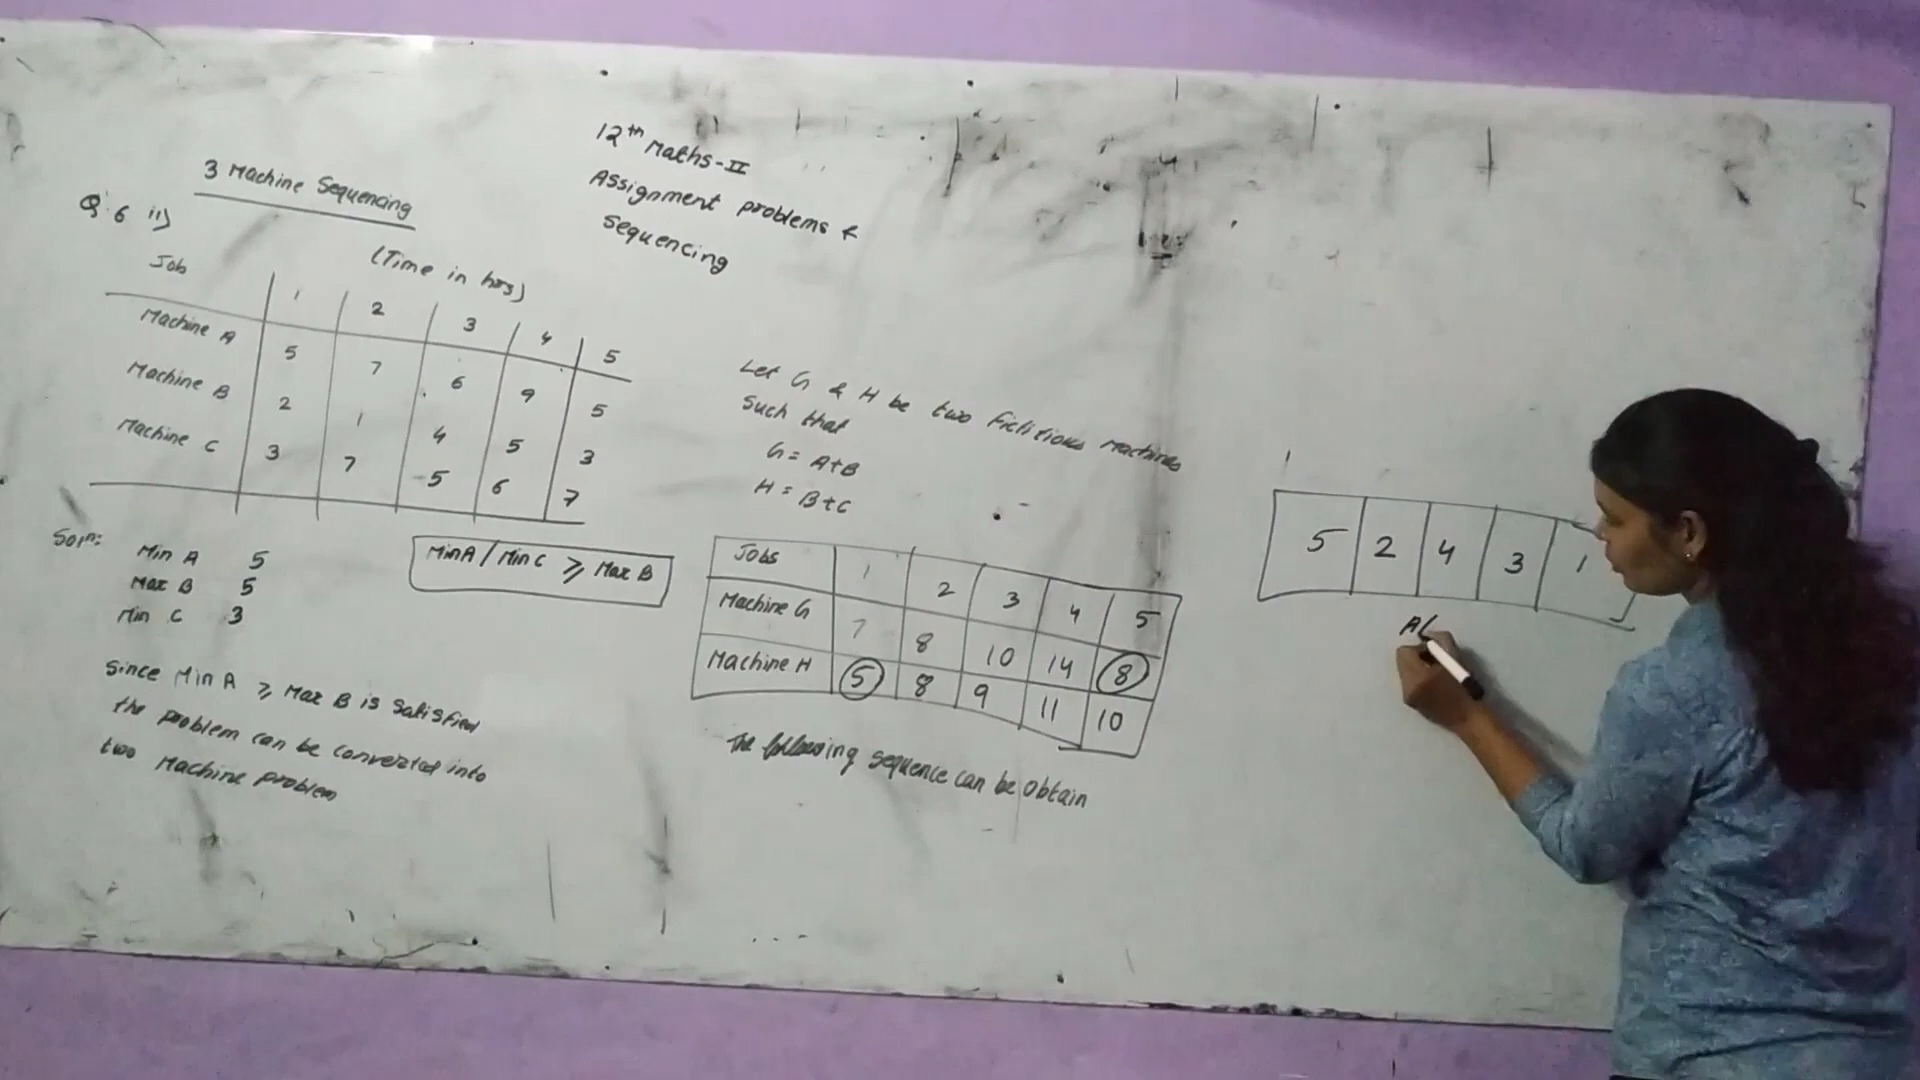 12th Maths-II
Assignment problems &
Sequencing
3 Machine Sequencing
Q.6 ii)
(Time in hrs)
Job 1 2 3 4 5
Machine A 5 7 6 9 5
Machine B 2 1 4 5 3
Machine C 3 7 5 6 7
Soln:
Min A 5
Max B 5
Min C 3
Min A / Min C ⩾ Max B
Since Min A ⩾ Max B is satisfied
the problem can be converted into
two Machine problem
Let G & H be two fictitious Machines
Such that
G = A+B
H = B+C
Jobs 1 2 3 4 5
Machine G 7 8 10 14 8
Machine H 5 8 9 11 10
The following sequence can be obtain
5 2 4 3 1